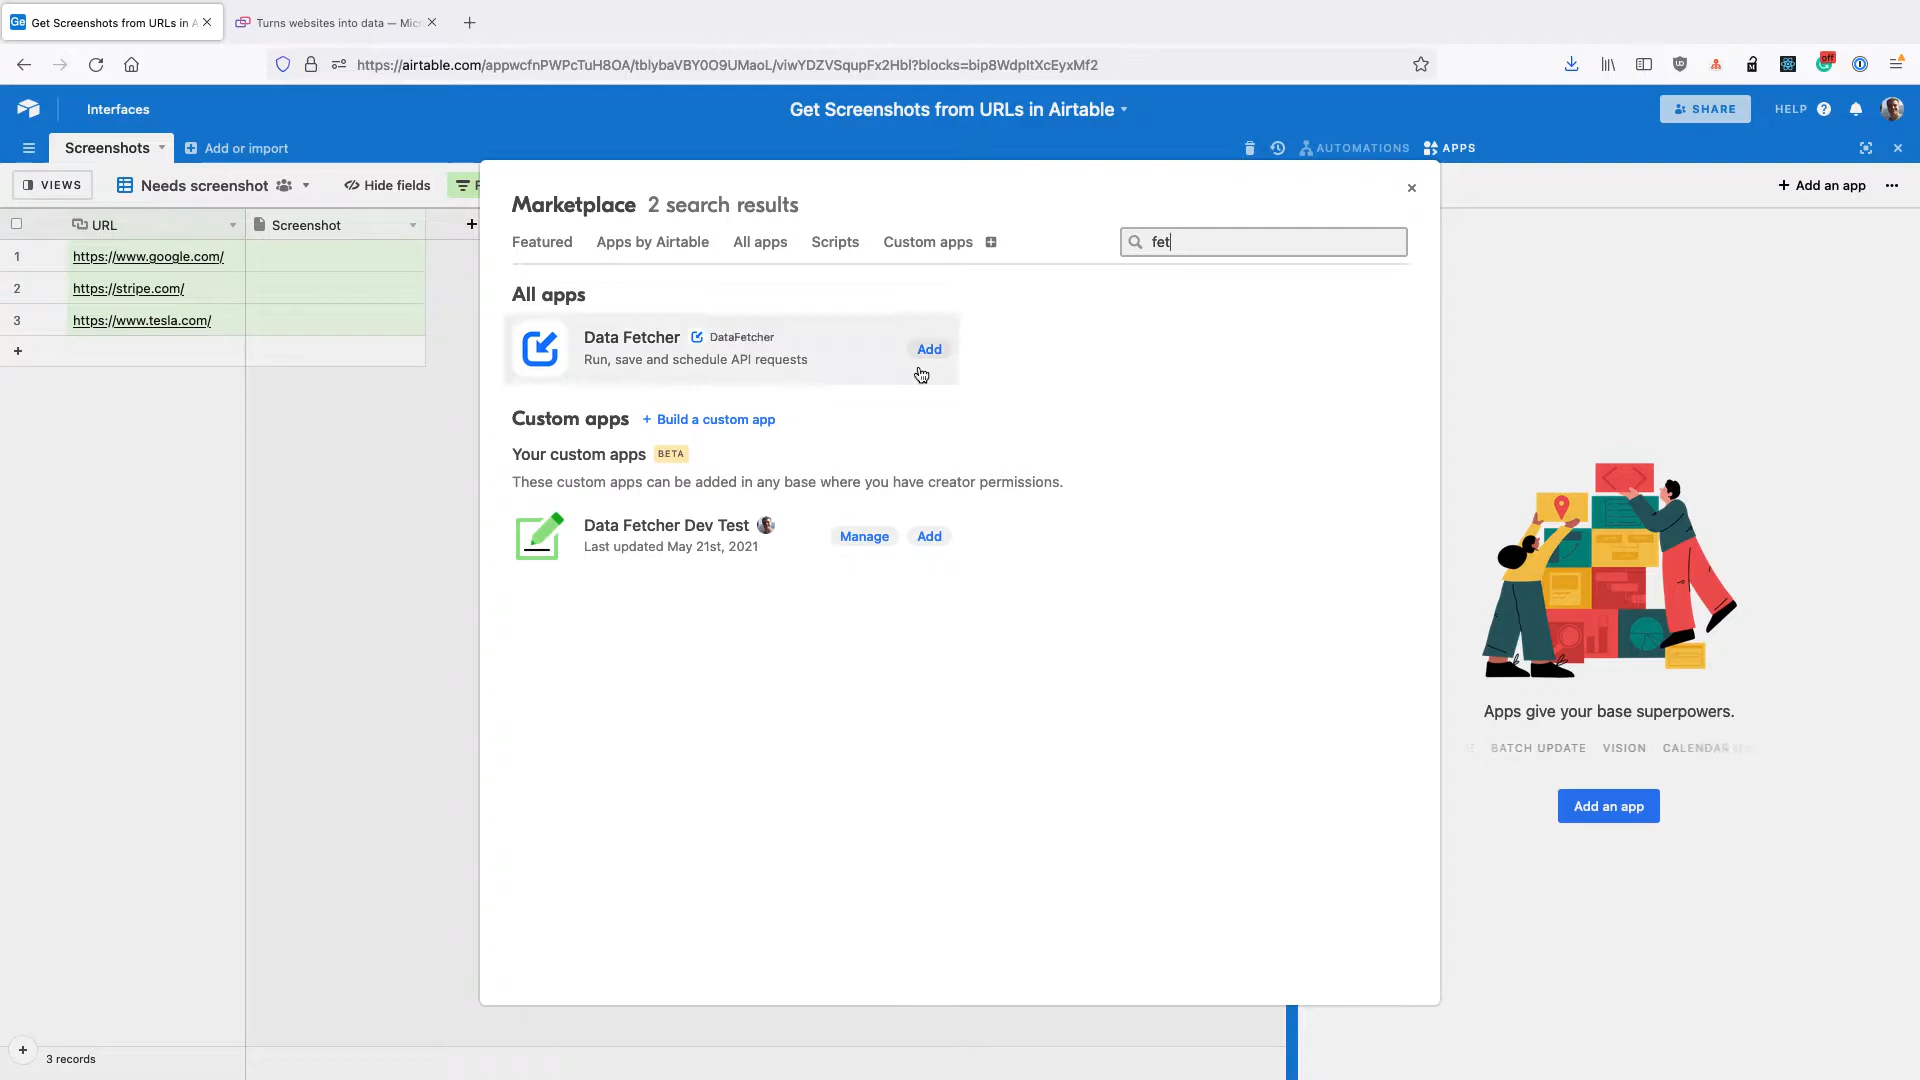 Ge Get Screenshots from URLs in A
Turns websites into data — Micr
https://airtable.com/appwcfnPWPcTuH8OA/tblybaVBY0O9UMaoL/viwYDZVSqupFx2Hbl?blocks=bip8WdpltXcEyxMf2
off
Interfaces
Get Screenshots from URLs in Airtable
SHARE
HELP
Screenshots
Add or import
AUTOMATIONS
APPS
VIEWS
Needs screenshot
Hide fields
F
+ Add an app
URL
Screenshot
1 https://www.google.com/
2 https://stripe.com/
3 https://www.tesla.com/
Marketplace 2 search results
Featured
Apps by Airtable
All apps
Scripts
Custom apps
fet
All apps
Data Fetcher DataFetcher
Run, save and schedule API requests
Add
Custom apps + Build a custom app
Your custom apps BETA
These custom apps can be added in any base where you have creator permissions.
Data Fetcher Dev Test
Last updated May 21st, 2021
Manage
Add
Apps give your base superpowers.
BATCH UPDATE VISION CALENDAR
Add an app
3 records